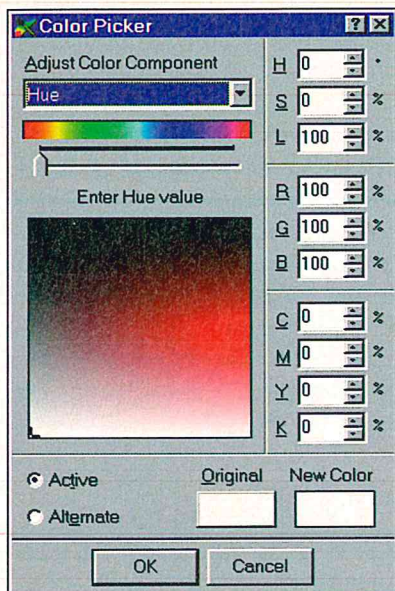 Color Picker
Adjust Color Component
Hue
Enter Hue value
H 0 °
S 0 %
L 100 %
R 100 %
G 100 %
B 100 %
C 0 %
M 0 %
Y 0 %
K 0 %
Active
Alternate
Original
New Color
OK
Cancel